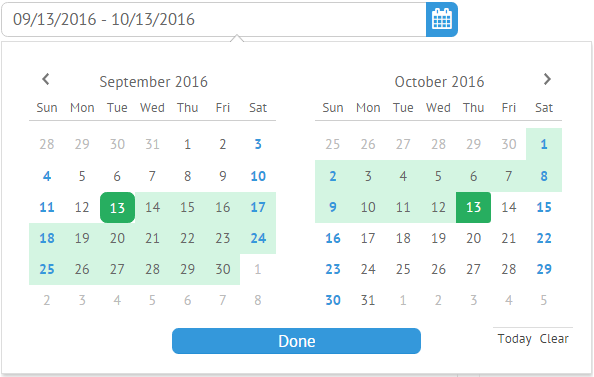 09/13/2016 - 10/13/2016
September 2016
Sun Mon Tue Wed Thu Fri Sat
28 29 30 31 1 2 3
4 5 6 7 8 9 10
11 12 13 14 15 16 17
18 19 20 21 22 23 24
25 26 27 28 29 30 1
2 3 4 5 6 7 8
October 2016
Sun Mon Tue Wed Thu Fri Sat
25 26 27 28 29 30 1
2 3 4 5 6 7 8
9 10 11 12 13 14 15
16 17 18 19 20 21 22
23 24 25 26 27 28 29
30 31 1 2 3 4 5
Done
Today Clear